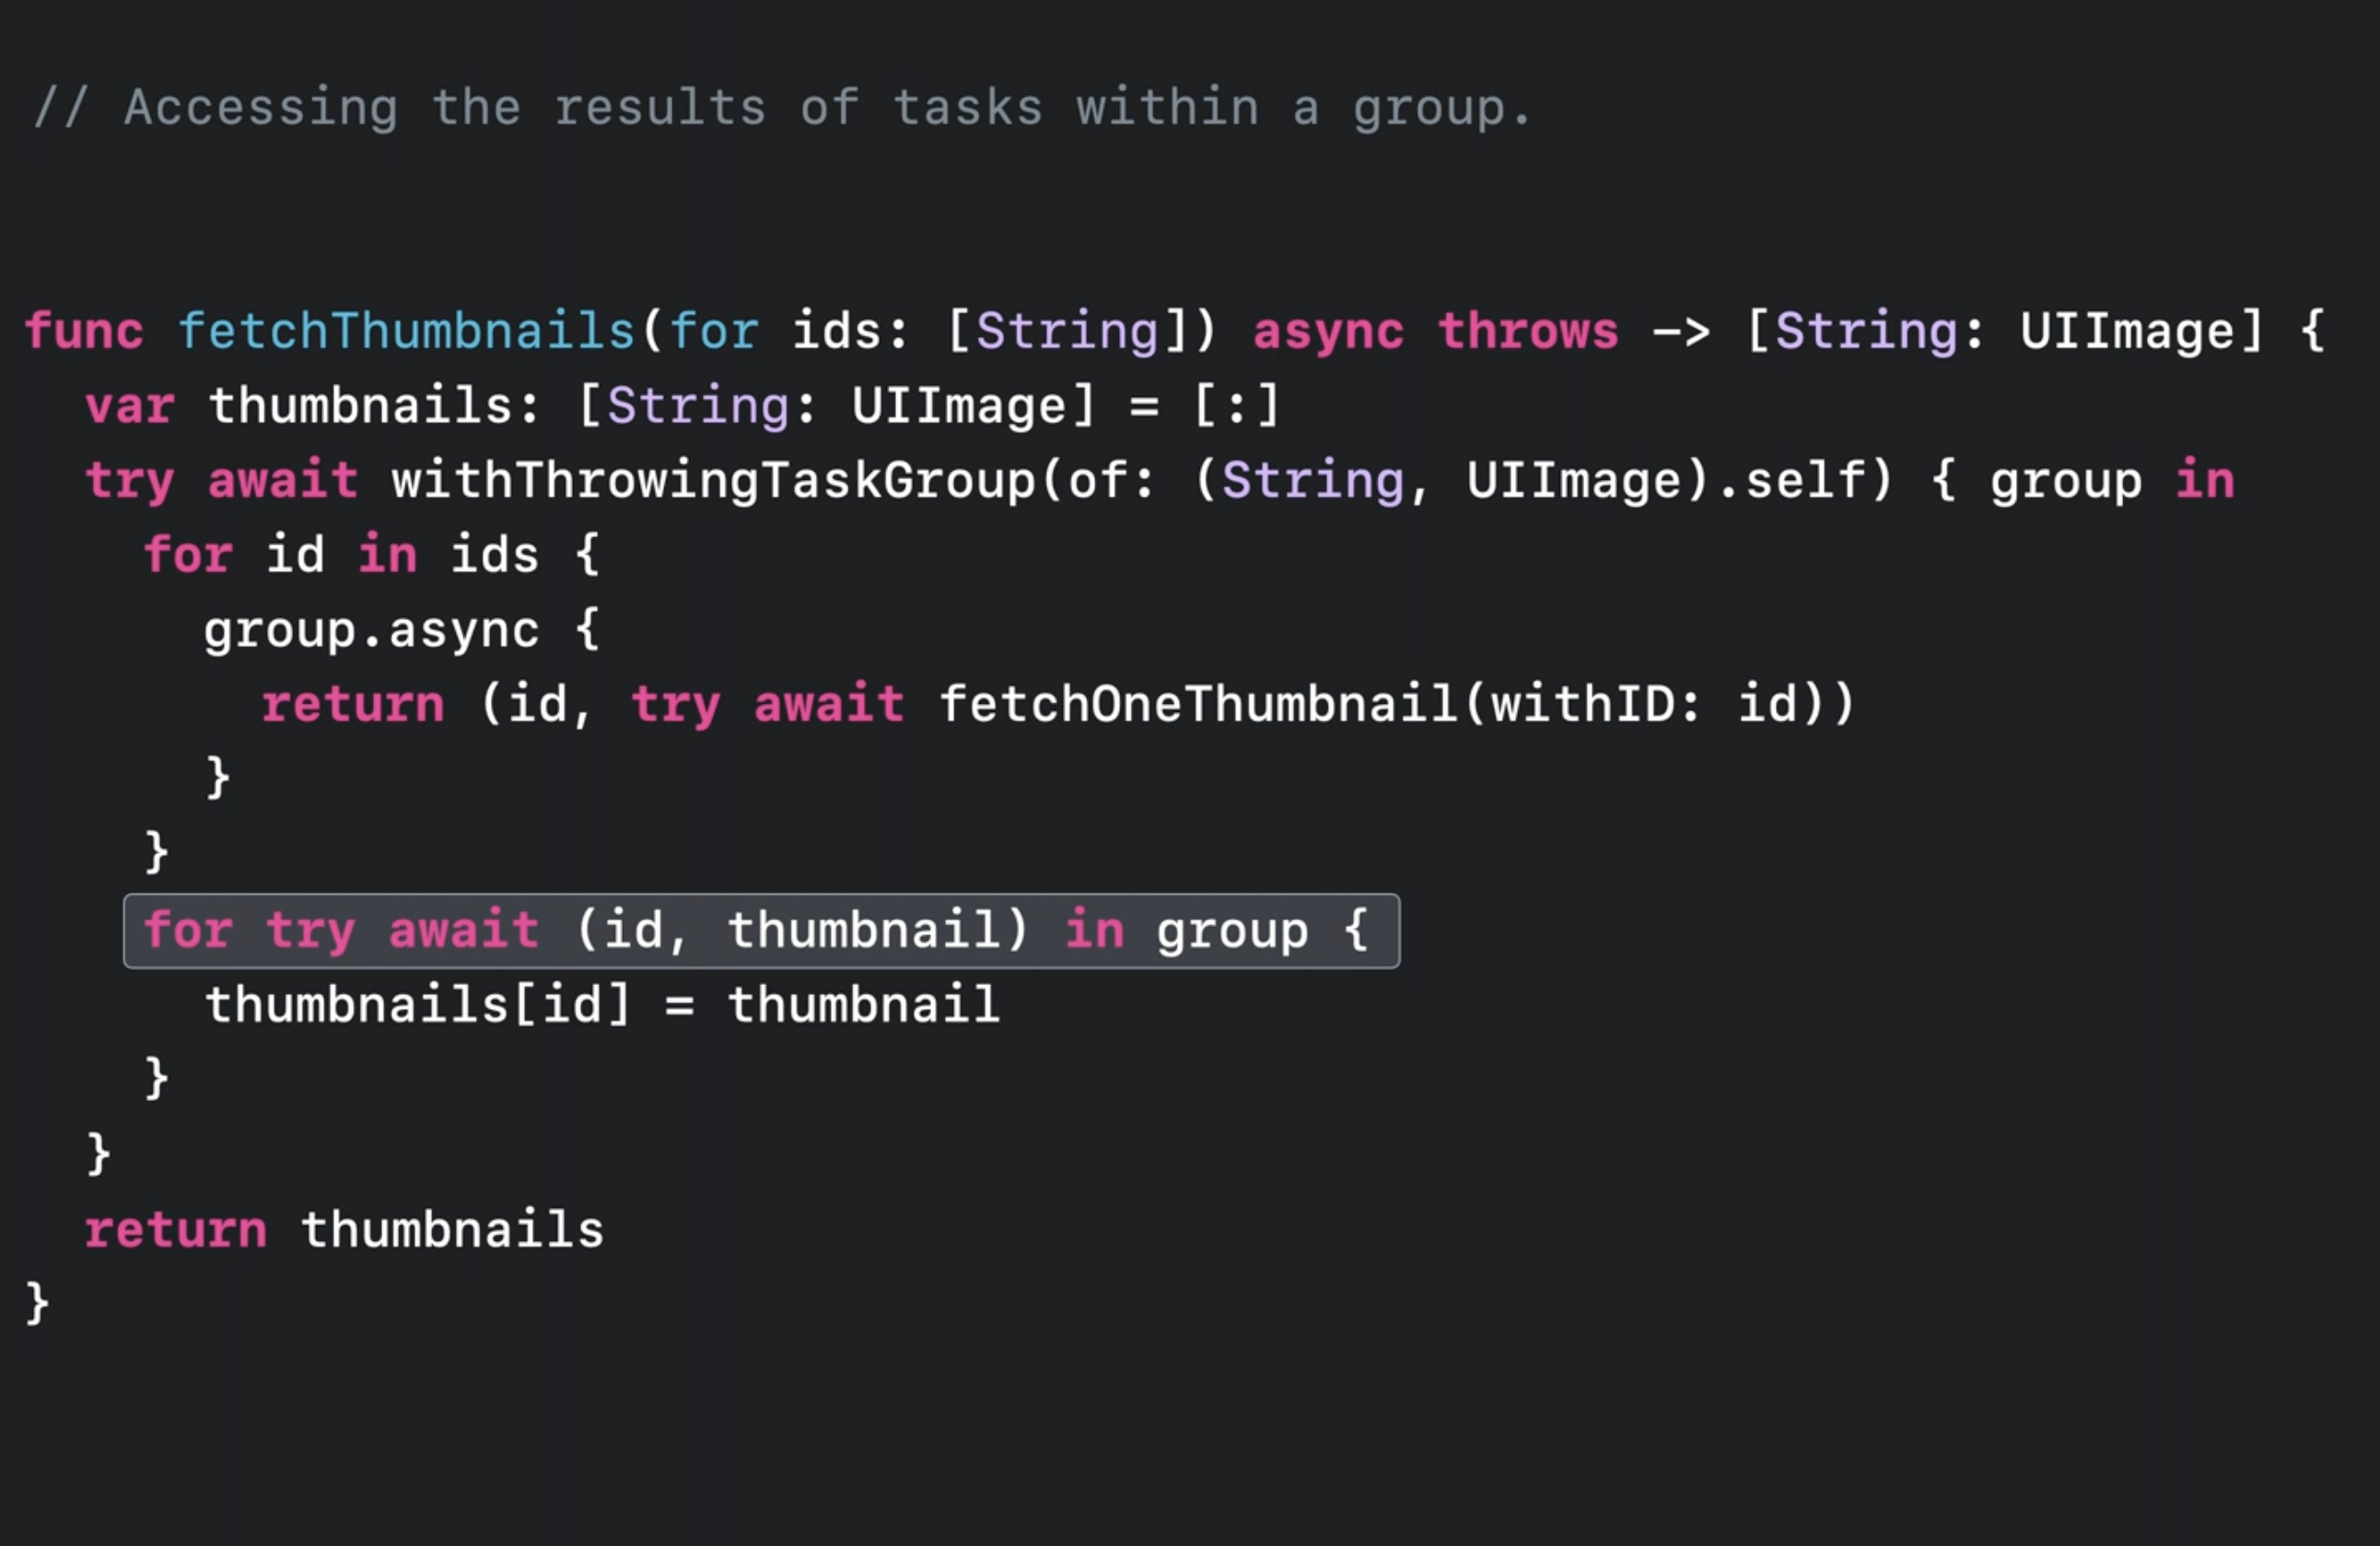 // Accessing the results of tasks within a group.
func fetchThumbnails(for ids: [String]) async throws -> [String: UIImage] {
var thumbnails: [String: UIImage] = [:]
try await withThrowingTaskGroup(of: (String, UIImage).self) { group in
for id in ids {
group.async {
return (id, try await fetchOneThumbnail(withID: id))
}
}
for try await (id, thumbnail) in group {
thumbnails[id] = thumbnail
}
}
return thumbnails
}